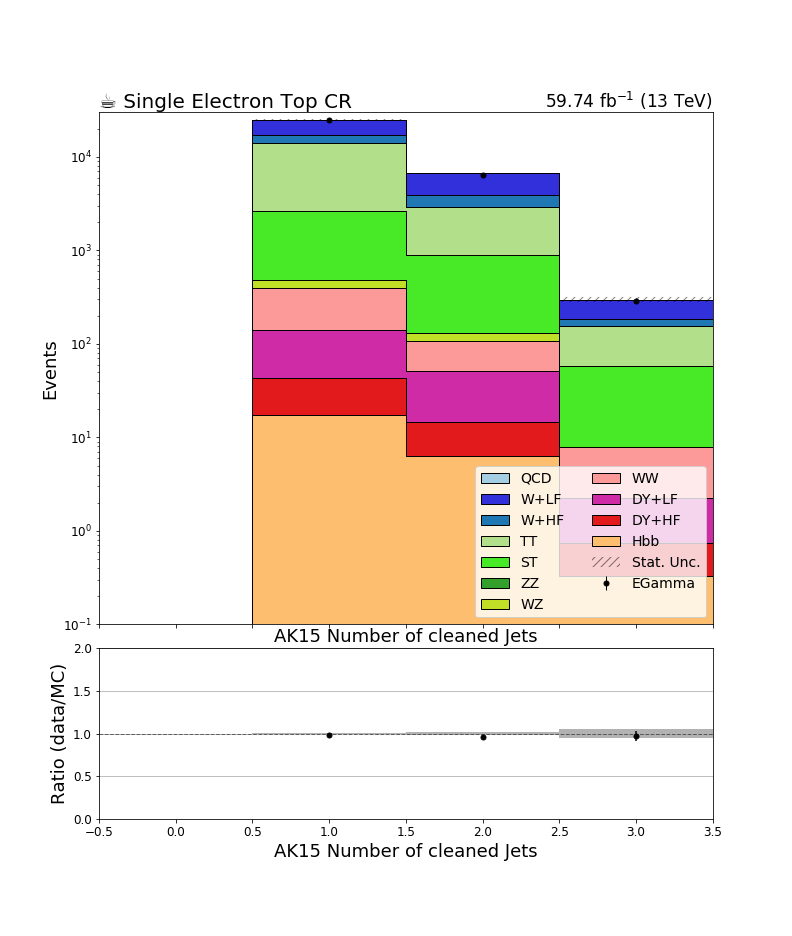 ☕ Single Electron Top CR 59.74 fb⁻¹ (13 TeV)
10⁴
10³
10²
10¹
10⁰
10⁻¹
Events
QCD WW
W+LF DY+LF
W+HF DY+HF
TT Hbb
ST Stat. Unc.
ZZ EGamma
WZ
AK15 Number of cleaned Jets
2.0
1.5
1.0
0.5
0.0
Ratio (data/MC)
−0.5 0.0 0.5 1.0 1.5 2.0 2.5 3.0 3.5
AK15 Number of cleaned Jets